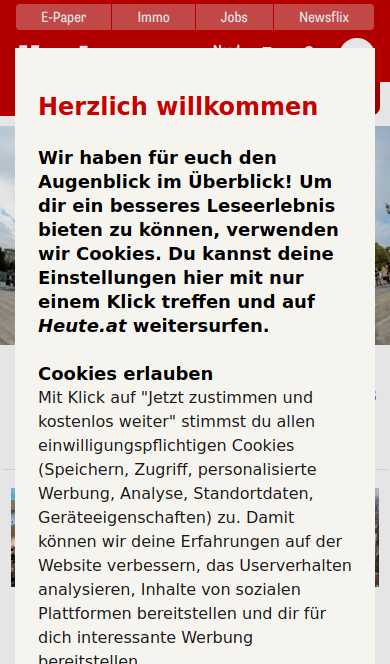 E-Paper Immo Jobs Newsflix
Herzlich willkommen
Wir haben für euch den
Augenblick im Überblick! Um
dir ein besseres Leseerlebnis
bieten zu können, verwenden
wir Cookies. Du kannst deine
Einstellungen hier mit nur
einem Klick treffen und auf
Heute.at weitersurfen.
Cookies erlauben
Mit Klick auf "Jetzt zustimmen und
kostenlos weiter" stimmst du allen
einwilligungspflichtigen Cookies
(Speichern, Zugriff, personalisierte
Werbung, Analyse, Standortdaten,
Geräteeigenschaften) zu. Damit
können wir deine Erfahrungen auf der
Website verbessern, das Userverhalten
analysieren, Inhalte von sozialen
Plattformen bereitstellen und dir für
dich interessante Werbung
bereitstellen